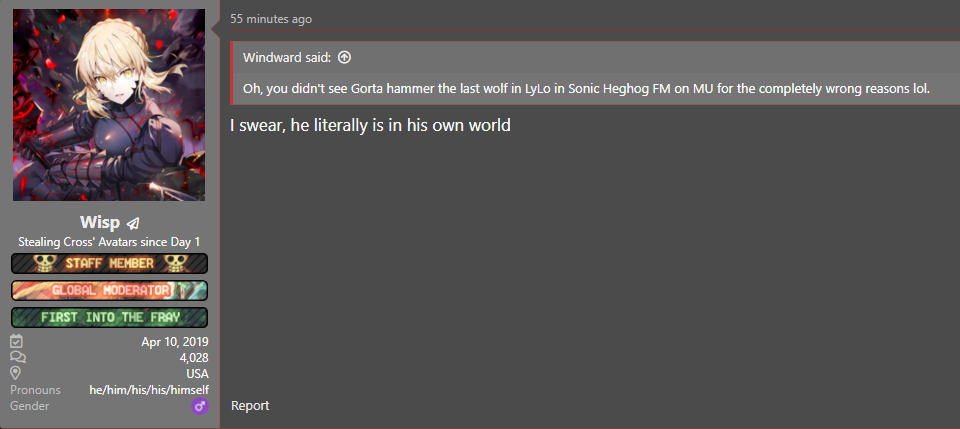 55 minutes ago
Windward said:
Oh, you didn't see Gorta hammer the last wolf in LyLo in Sonic Heghog FM on MU for the completely wrong reasons lol.
I swear, he literally is in his own world
Wisp
Stealing Cross' Avatars since Day 1
STAFF MEMBER
GLOBAL MODERATOR
FIRST INTO THE FRAY
Apr 10, 2019
4,028
USA
Pronouns he/him/his/his/himself
Gender
Report